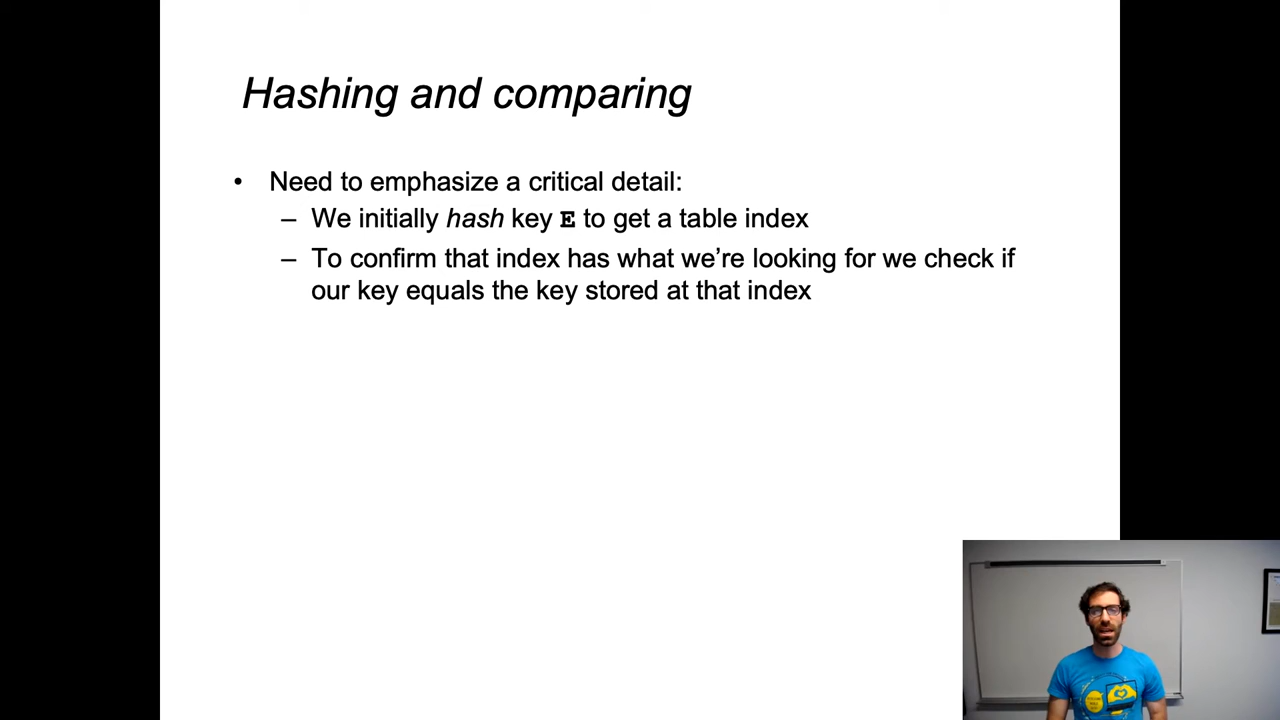 Hashing and comparing
• Need to emphasize a critical detail:
– We initially hash key E to get a table index
– To confirm that index has what we’re looking for we check if
our key equals the key stored at that index